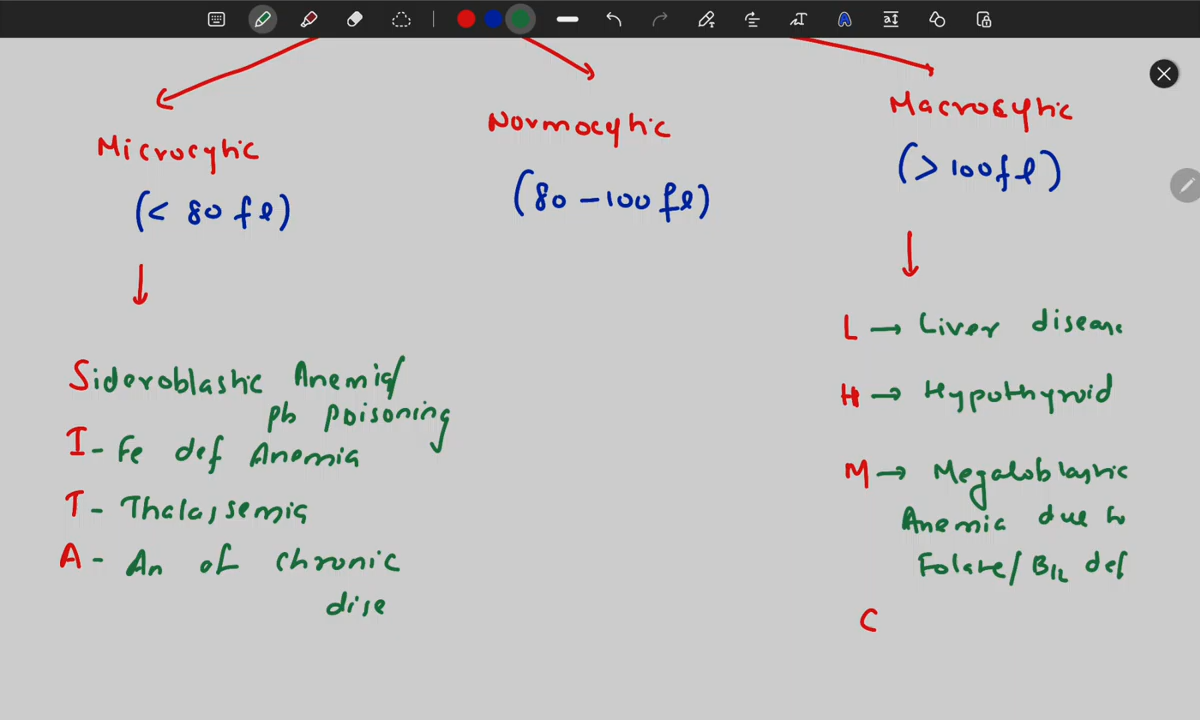 Microcytic
(< 80 fl)
Sideroblastic Anemia/
Pb poisoning
I - Fe def Anemia
T - Thalassemia
A - An of chronic
dise
Normocytic
(80 - 100 fl)
Macrocytic
(> 100 fl)
L → Liver disease
H → Hypothyroid
M → Megaloblastic
Anemia due to
Folate/B12 def
C